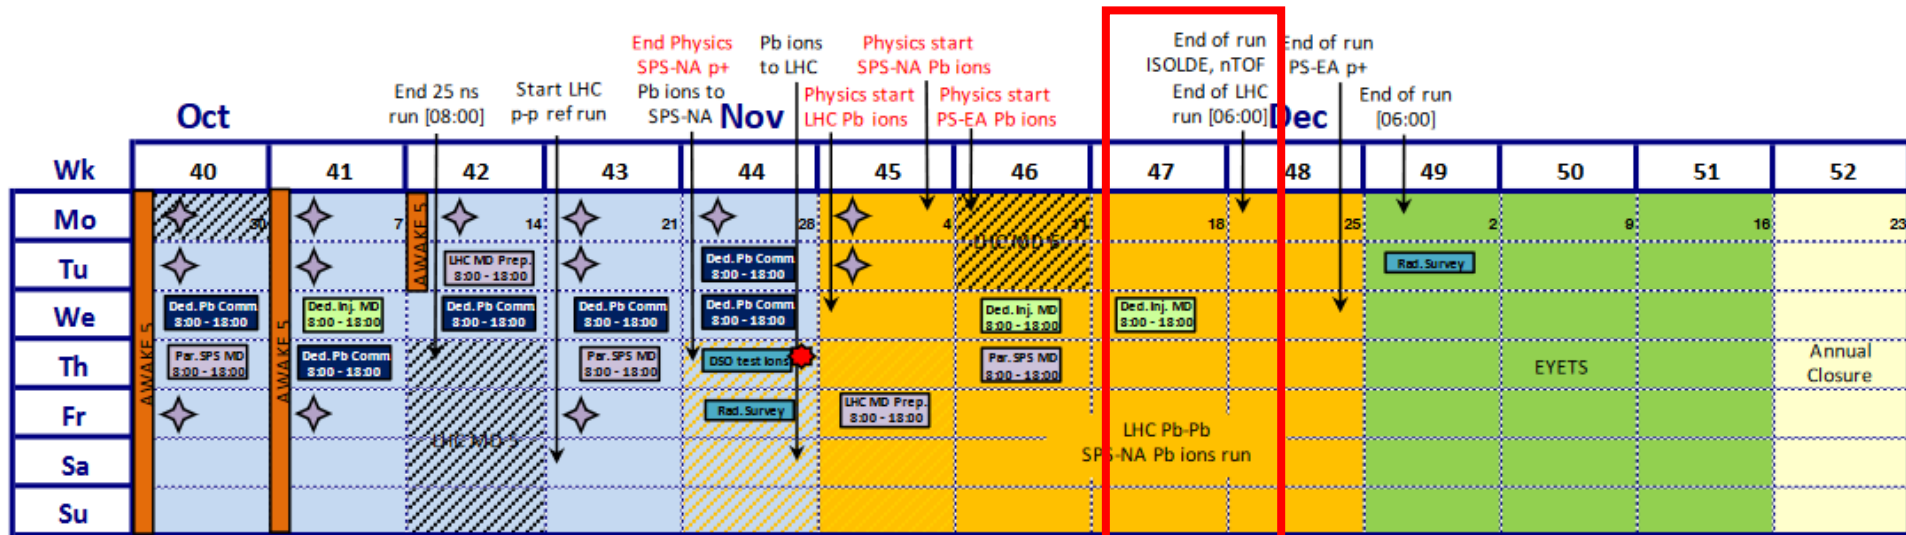 End Physics
SPS-NA p+
Pb ions to
SPS-NA
Pb ions
to LHC
Physics start
SPS-NA Pb ions
End of run
ISOLDE, nTOF
End of LHC
run [06:00]
End of run
PS-EA p+
End 25 ns
run [08:00]
Start LHC
p-p ref run
Physics start
LHC Pb ions
Physics start
PS-EA Pb ions
End of run
[06:00]
Oct
Nov
Dec
Wk 40 41 42 43 44 45 46 47 48 49 50 51 52
Mo 30 7 14 21 28 4 11 18 25 2 9 16 23
AWAKE 5
AWAKE 5
AWAKE 5
LHC MD 6
Tu
LHC MD Prep.
8:00 - 18:00
Ded. Pb Comm
8:00 - 18:00
Rad. Survey
We
Ded. Pb Comm
8:00 - 18:00
Ded. Inj. MD
8:00 - 18:00
Ded. Pb Comm
8:00 - 18:00
Ded. Pb Comm
8:00 - 18:00
Ded. Pb Comm
8:00 - 18:00
Ded. Inj. MD
8:00 - 18:00
Ded. Inj. MD
8:00 - 18:00
Th
Par. SPS MD
8:00 - 18:00
Ded. Pb Comm
8:00 - 18:00
Par. SPS MD
8:00 - 18:00
DSO test Ions
Par. SPS MD
8:00 - 18:00
EYETS
Annual
Closure
Fr
Rad. Survey
LHC MD Prep.
8:00 - 18:00
LHC MD 5
LHC Pb-Pb
SPS-NA Pb ions run
Sa
Su